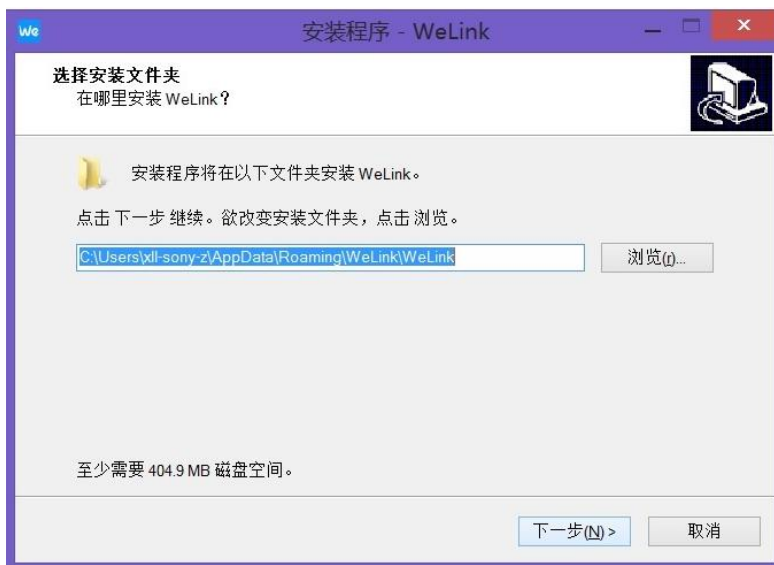 We
安装程序 - WeLink
选择安装文件夹
在哪里安装 WeLink?
安装程序将在以下文件夹安装 WeLink。
点击 下一步 继续。欲改变安装文件夹，点击 浏览。
C:\Users\xll-sony-z\AppData\Roaming\WeLink\WeLink
浏览(r)...
至少需要 404.9 MB 磁盘空间。
下一步(N) >
取消